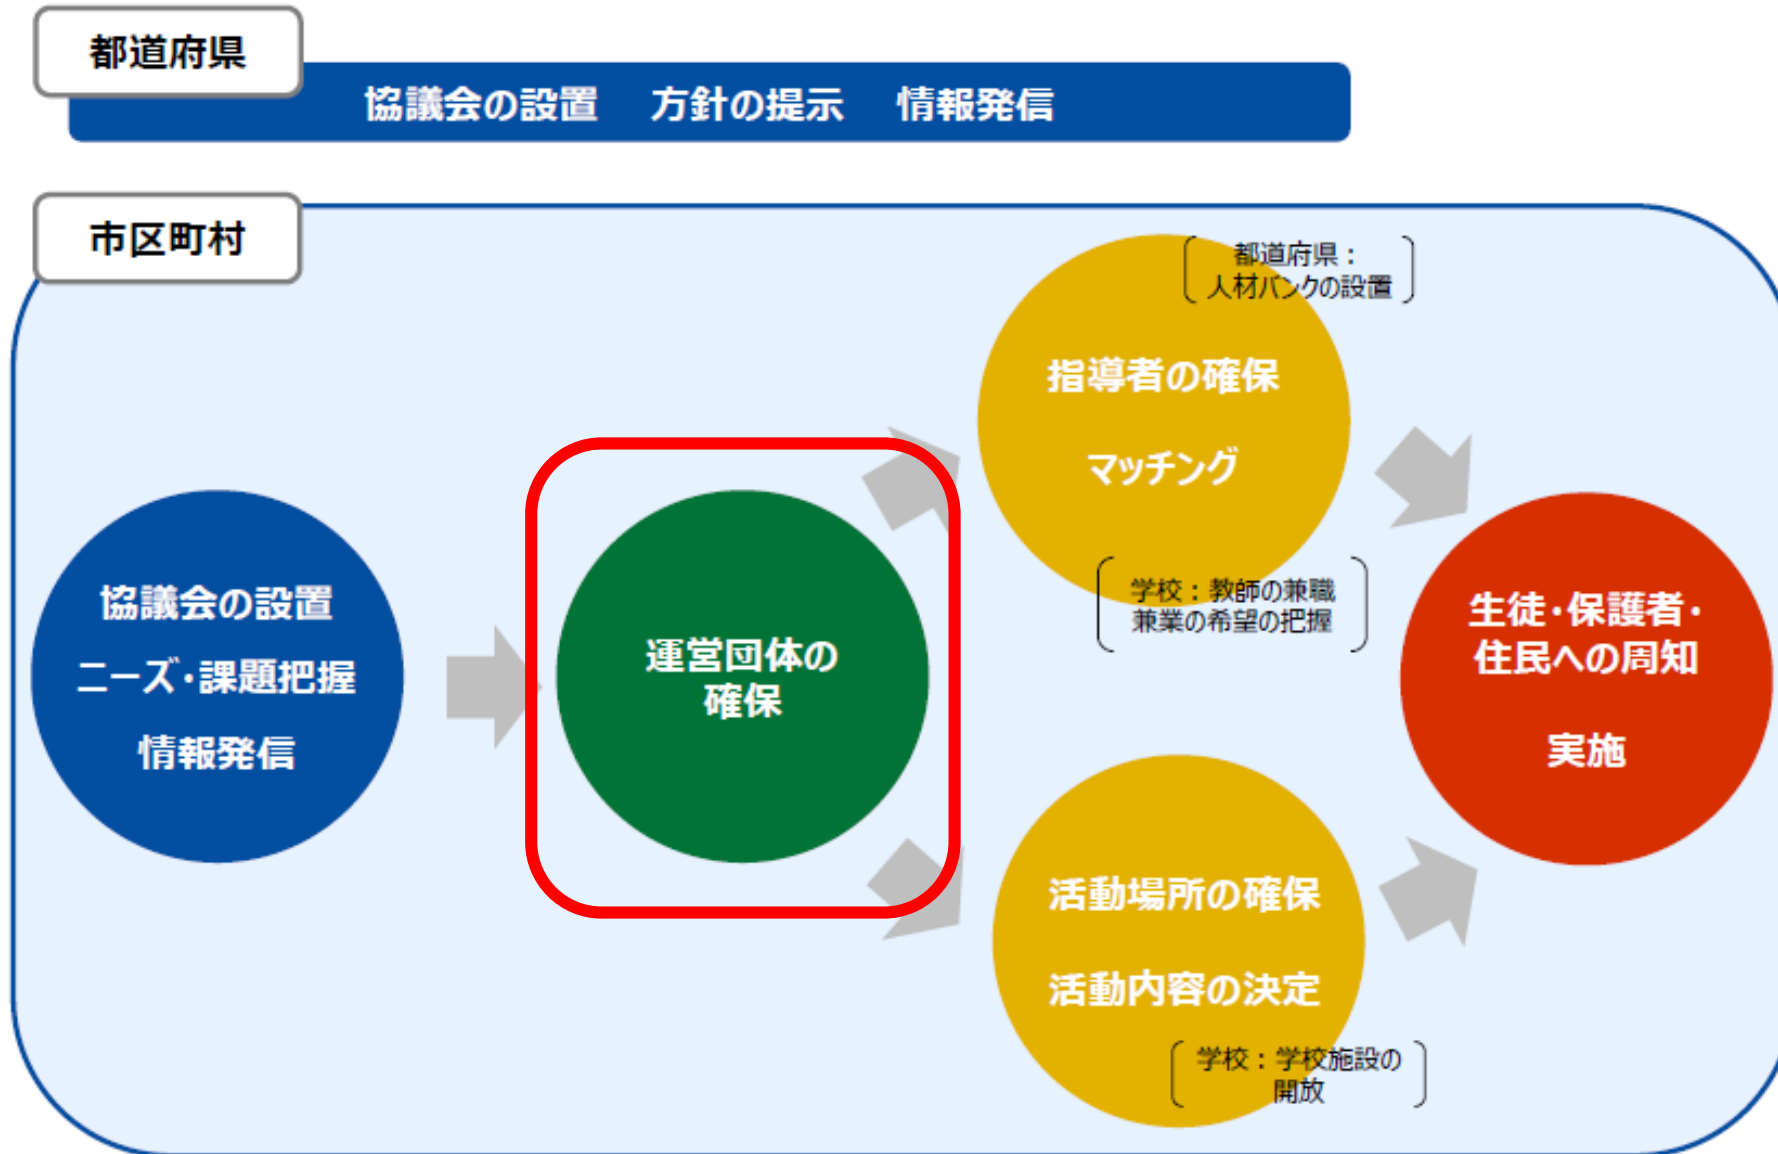 都道府県
協議会の設置 方針の提示 情報発信
市区町村
協議会の設置
ニーズ・課題把握
情報発信
運営団体の
確保
都道府県：
人材バンクの設置
指導者の確保
マッチング
学校：教師の兼職
兼業の希望の把握
活動場所の確保
活動内容の決定
学校：学校施設の
開放
生徒・保護者・
住民への周知
実施